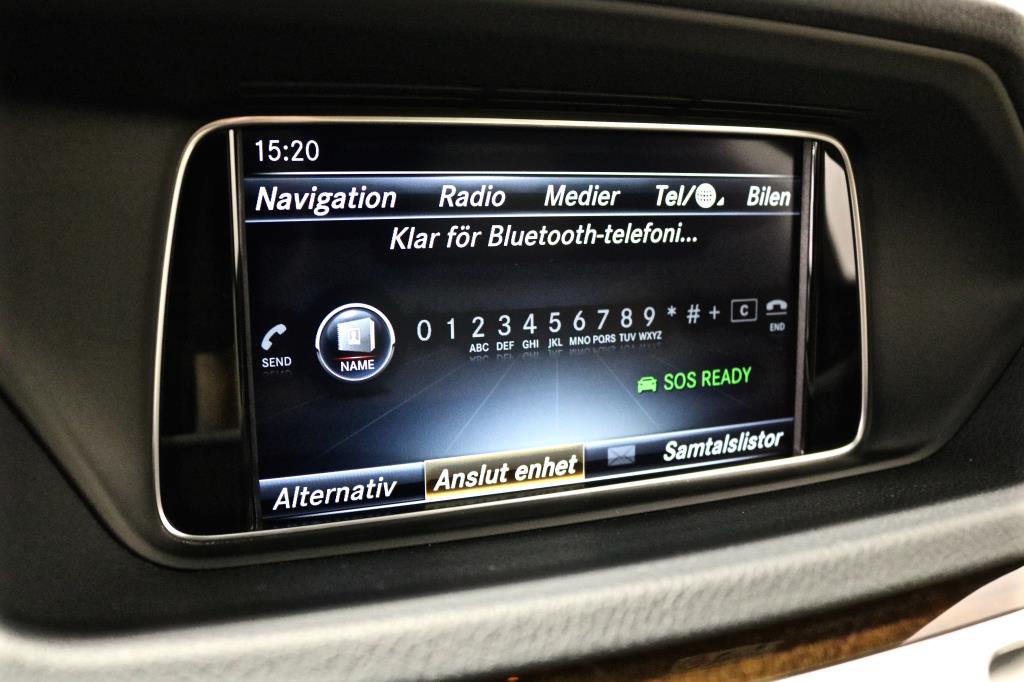 15:20
Navigation Radio Medier Tel/ Bilen
Klar för Bluetooth-telefoni...
0 1 2 3 4 5 6 7 8 9 * # + C
ABC DEF GHI JKL MNO PQRS TUV WXYZ
SEND NAME END
SOS READY
Alternativ Anslut enhet Samtalslistor